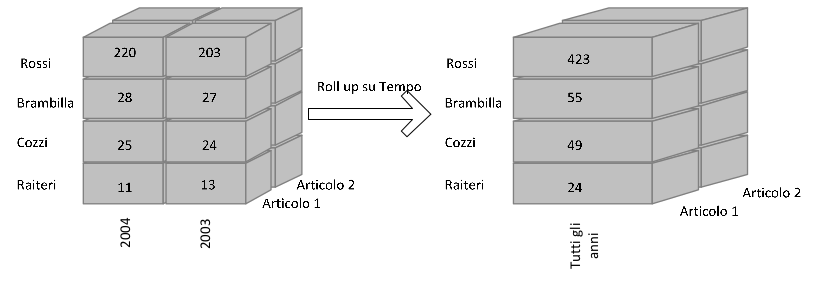 220 203
Rossi
28 27
Brambilla
25 24
Cozzi
11 13
Raiteri
Articolo 2
Articolo 1
2004
2003
Roll up su Tempo
423
Rossi
55
Brambilla
49
Cozzi
24
Raiteri
Articolo 2
Articolo 1
Tutti gli
anni